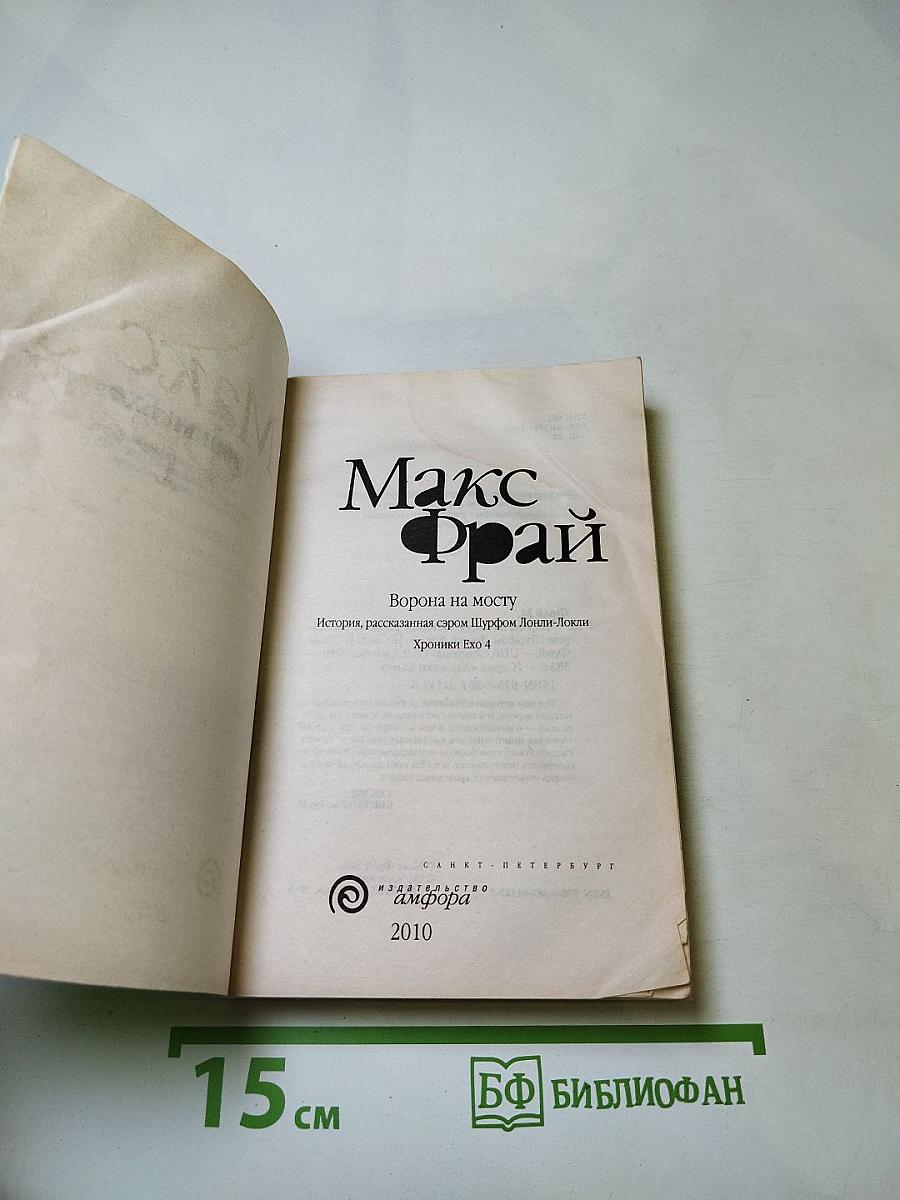 Макс
Фрай
Ворона на мосту
История, рассказанная сэром Шурфом Лонли-Локли
Хроники Ехо 4
САНКТ-ПЕТЕРБУРГ
издательство
амфора
2010
15 см
БФ БИБЛИОФАН